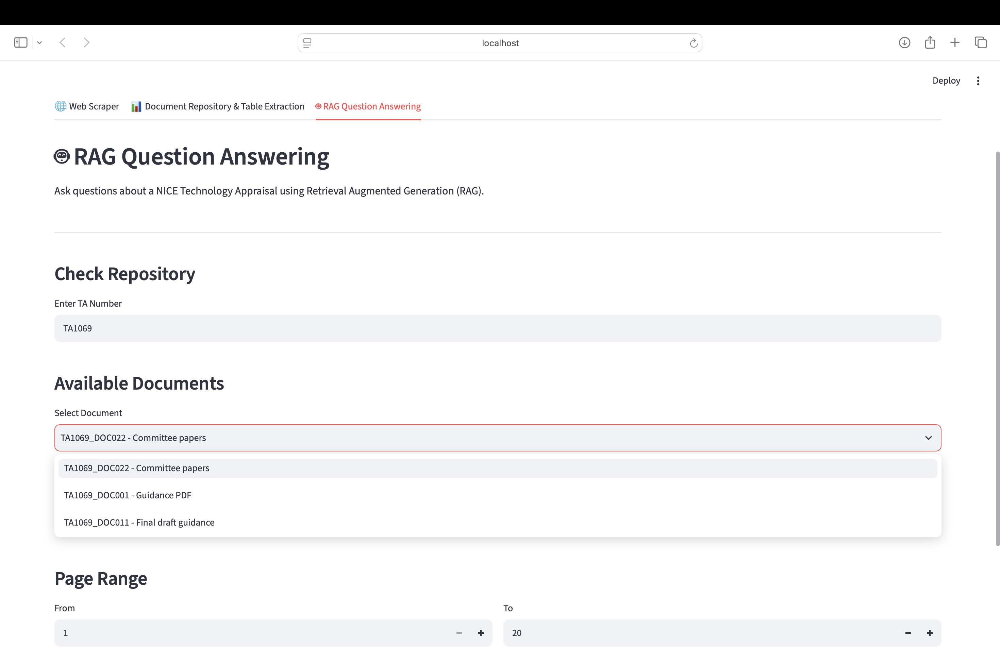 localhost
Deploy
Web Scraper
Document Repository & Table Extraction
RAG Question Answering
RAG Question Answering
Ask questions about a NICE Technology Appraisal using Retrieval Augmented Generation (RAG).
Check Repository
Enter TA Number
TA1069
Available Documents
Select Document
TA1069_DOC022 - Committee papers
TA1069_DOC022 - Committee papers
TA1069_DOC001 - Guidance PDF
TA1069_DOC011 - Final draft guidance
Page Range
From
To
1
20